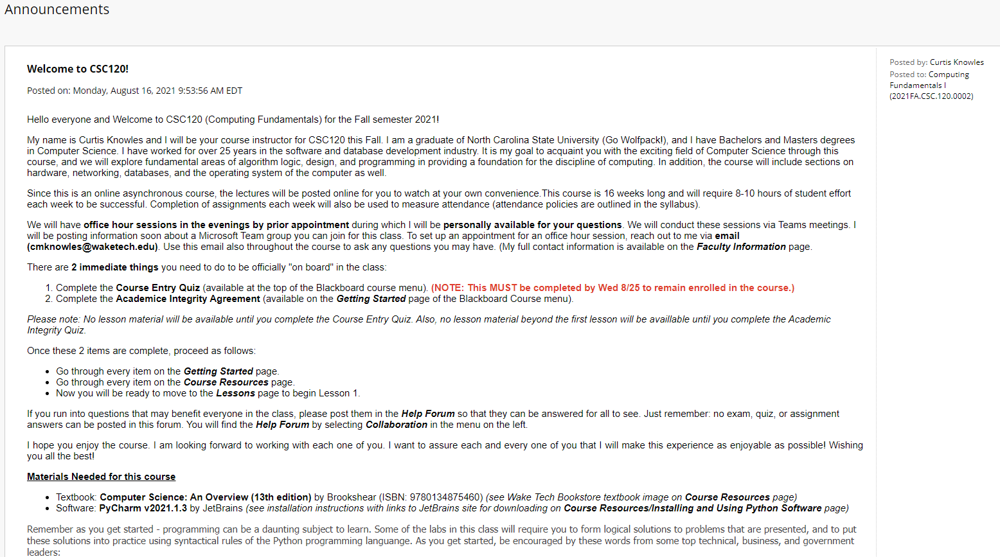 Announcements
Welcome to CSC120!
Posted on: Monday, August 16, 2021 9:53:56 AM EDT
Posted by: Curtis Knowles
Posted to: Computing
Fundamentals I
(2021FA.CSC.120.0002)
Hello everyone and Welcome to CSC120 (Computing Fundamentals) for the Fall semester 2021!
My name is Curtis Knowles and I will be your course instructor for CSC120 this Fall. I am a graduate of North Carolina State University (Go Wolfpack!), and I have Bachelors and Masters degrees
in Computer Science. I have worked for over 25 years in the software and database development industry. It is my goal to acquaint you with the exciting field of Computer Science through this
course, and we will explore fundamental areas of algorithm logic, design, and programming in providing a foundation for the discipline of computing. In addition, the course will include sections on
hardware, networking, databases, and the operating system of the computer as well.
Since this is an online asynchronous course, the lectures will be posted online for you to watch at your own convenience.This course is 16 weeks long and will require 8-10 hours of student effort
each week to be successful. Completion of assignments each week will also be used to measure attendance (attendance policies are outlined in the syllabus).
We will have office hour sessions in the evenings by prior appointment during which I will be personally available for your questions. We will conduct these sessions via Teams meetings. I
will be posting information soon about a Microsoft Team group you can join for this class. To set up an appointment for an office hour session, reach out to me via email
(cmknowles@waketech.edu). Use this email also throughout the course to ask any questions you may have. (My full contact information is available on the Faculty Information page.
There are 2 immediate things you need to do to be officially "on board" in the class:
1. Complete the Course Entry Quiz (available at the top of the Blackboard course menu). (NOTE: This MUST be completed by Wed 8/25 to remain enrolled in the course.)
2. Complete the Academice Integrity Agreement (available on the Getting Started page of the Blackboard Course menu).
Please note: No lesson material will be available until you complete the Course Entry Quiz. Also, no lesson material beyond the first lesson will be availlable until you complete the Academic
Integrity Quiz.
Once these 2 items are complete, proceed as follows:
• Go through every item on the Getting Started page.
• Go through every item on the Course Resources page.
• Now you will be ready to move to the Lessons page to begin Lesson 1.
If you run into questions that may benefit everyone in the class, please post them in the Help Forum so that they can be answered for all to see. Just remember: no exam, quiz, or assignment
answers can be posted in this forum. You will find the Help Forum by selecting Collaboration in the menu on the left.
I hope you enjoy the course. I am looking forward to working with each one of you. I want to assure each and every one of you that I will make this experience as enjoyable as possible! Wishing
you all the best!
Materials Needed for this course
• Textbook: Computer Science: An Overview (13th edition) by Brookshear (ISBN: 9780134875460) (see Wake Tech Bookstore textbook image on Course Resources page)
• Software: PyCharm v2021.1.3 by JetBrains (see installation instructions with links to JetBrains site for downloading on Course Resources/Installing and Using Python Software page)
Remember as you get started - programming can be a daunting subject to learn. Some of the labs in this class will require you to form logical solutions to problems that are presented, and to put
these solutions into practice using syntactical rules of the Python programming languange. As you get started, be encouraged by these words from some top technical, business, and government
leaders: